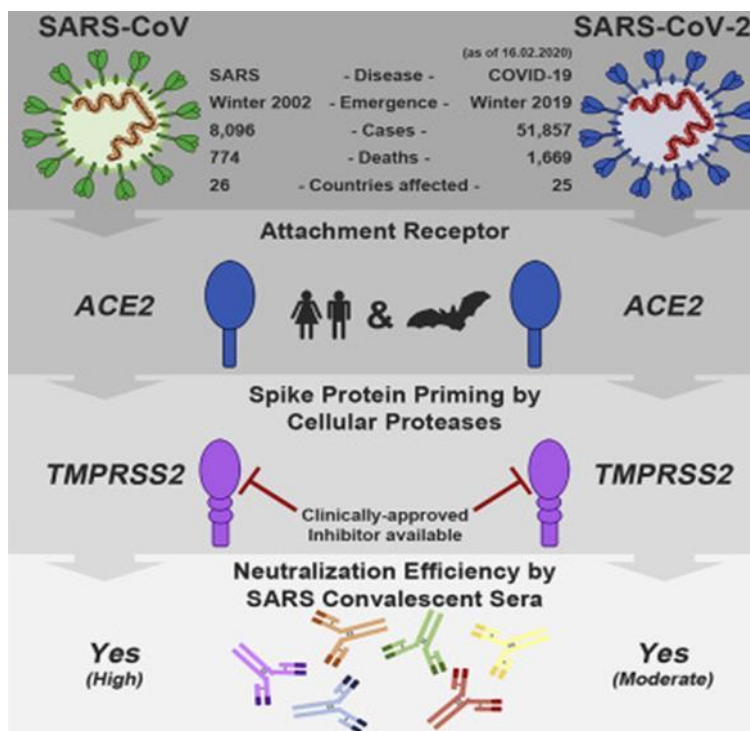 SARS-CoV
SARS-CoV-2
(as of 16.02.2020)
SARS - Disease - COVID-19
Winter 2002 - Emergence - Winter 2019
8,096 - Cases - 51,857
774 - Deaths - 1,669
26 - Countries affected - 25
Attachment Receptor
ACE2 & ACE2
Spike Protein Priming by
Cellular Proteases
TMPRSS2 TMPRSS2
Clinically-approved
Inhibitor available
Neutralization Efficiency by
SARS Convalescent Sera
Yes Yes
(High) (Moderate)